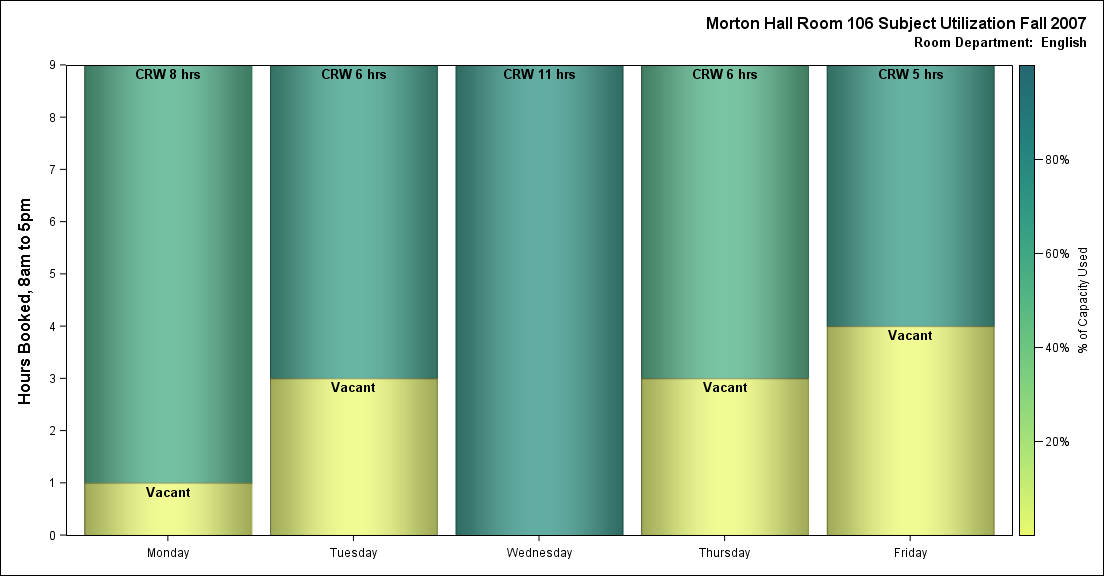 Morton Hall Room 106 Subject Utilization Fall 2007
Room Department: English
Hours Booked, 8am to 5pm
9
8
7
6
5
4
3
2
1
0
CRW 8 hrs
CRW 6 hrs
CRW 11 hrs
CRW 6 hrs
CRW 5 hrs
Vacant
Vacant
Vacant
Vacant
Monday
Tuesday
Wednesday
Thursday
Friday
80%
60%
40%
20%
% of Capacity Used